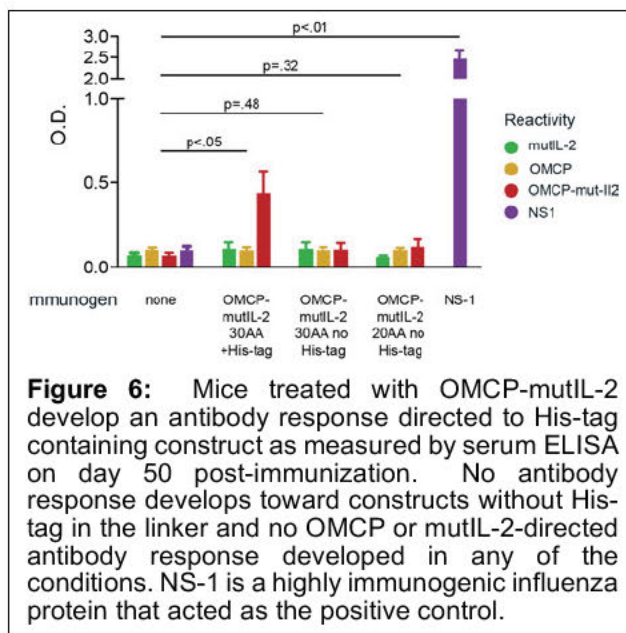 p<.01
3.0
2.5
2.0
p=.32
1.0
p=.48
p<.05
0.5
0.0
O.D.
Reactivity
mutIL-2
OMCP
OMCP-mut-Il2
NS1
mmunogen none OMCP- OMCP- OMCP- NS-1
mutIL-2 mutIL-2 mutIL-2
30AA 30AA no 20AA no
+His-tag His-tag His-tag
Figure 6: Mice treated with OMCP-mutIL-2
develop an antibody response directed to His-tag
containing construct as measured by serum ELISA
on day 50 post-immunization. No antibody
response develops toward constructs without His-
tag in the linker and no OMCP or mutIL-2-directed
antibody response developed in any of the
conditions. NS-1 is a highly immunogenic influenza
protein that acted as the positive control.